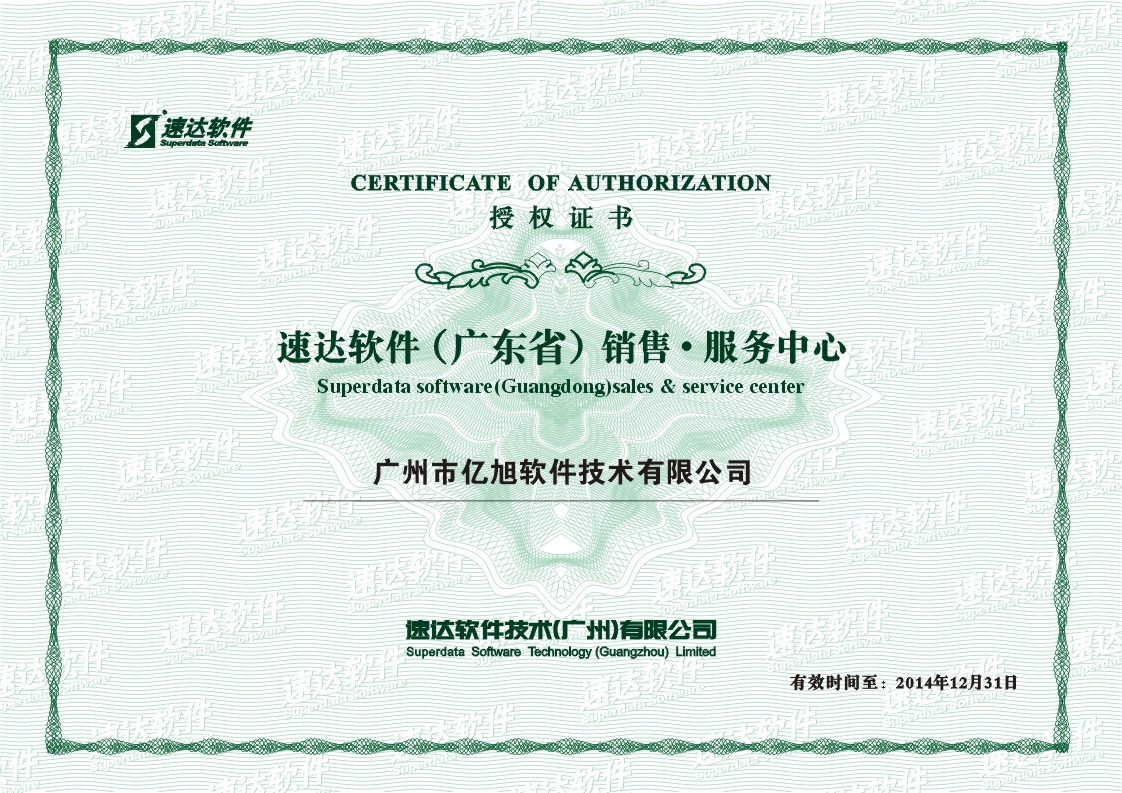 速达软件
Superdata Software
CERTIFICATE OF AUTHORIZATION
授权证书
速达软件（广东省）销售·服务中心
Superdata software(Guangdong)sales & service center
广州市亿旭软件技术有限公司
速达软件技术(广州)有限公司
Superdata Software Technology (Guangzhou) Limited
有效时间至：2014年12月31日